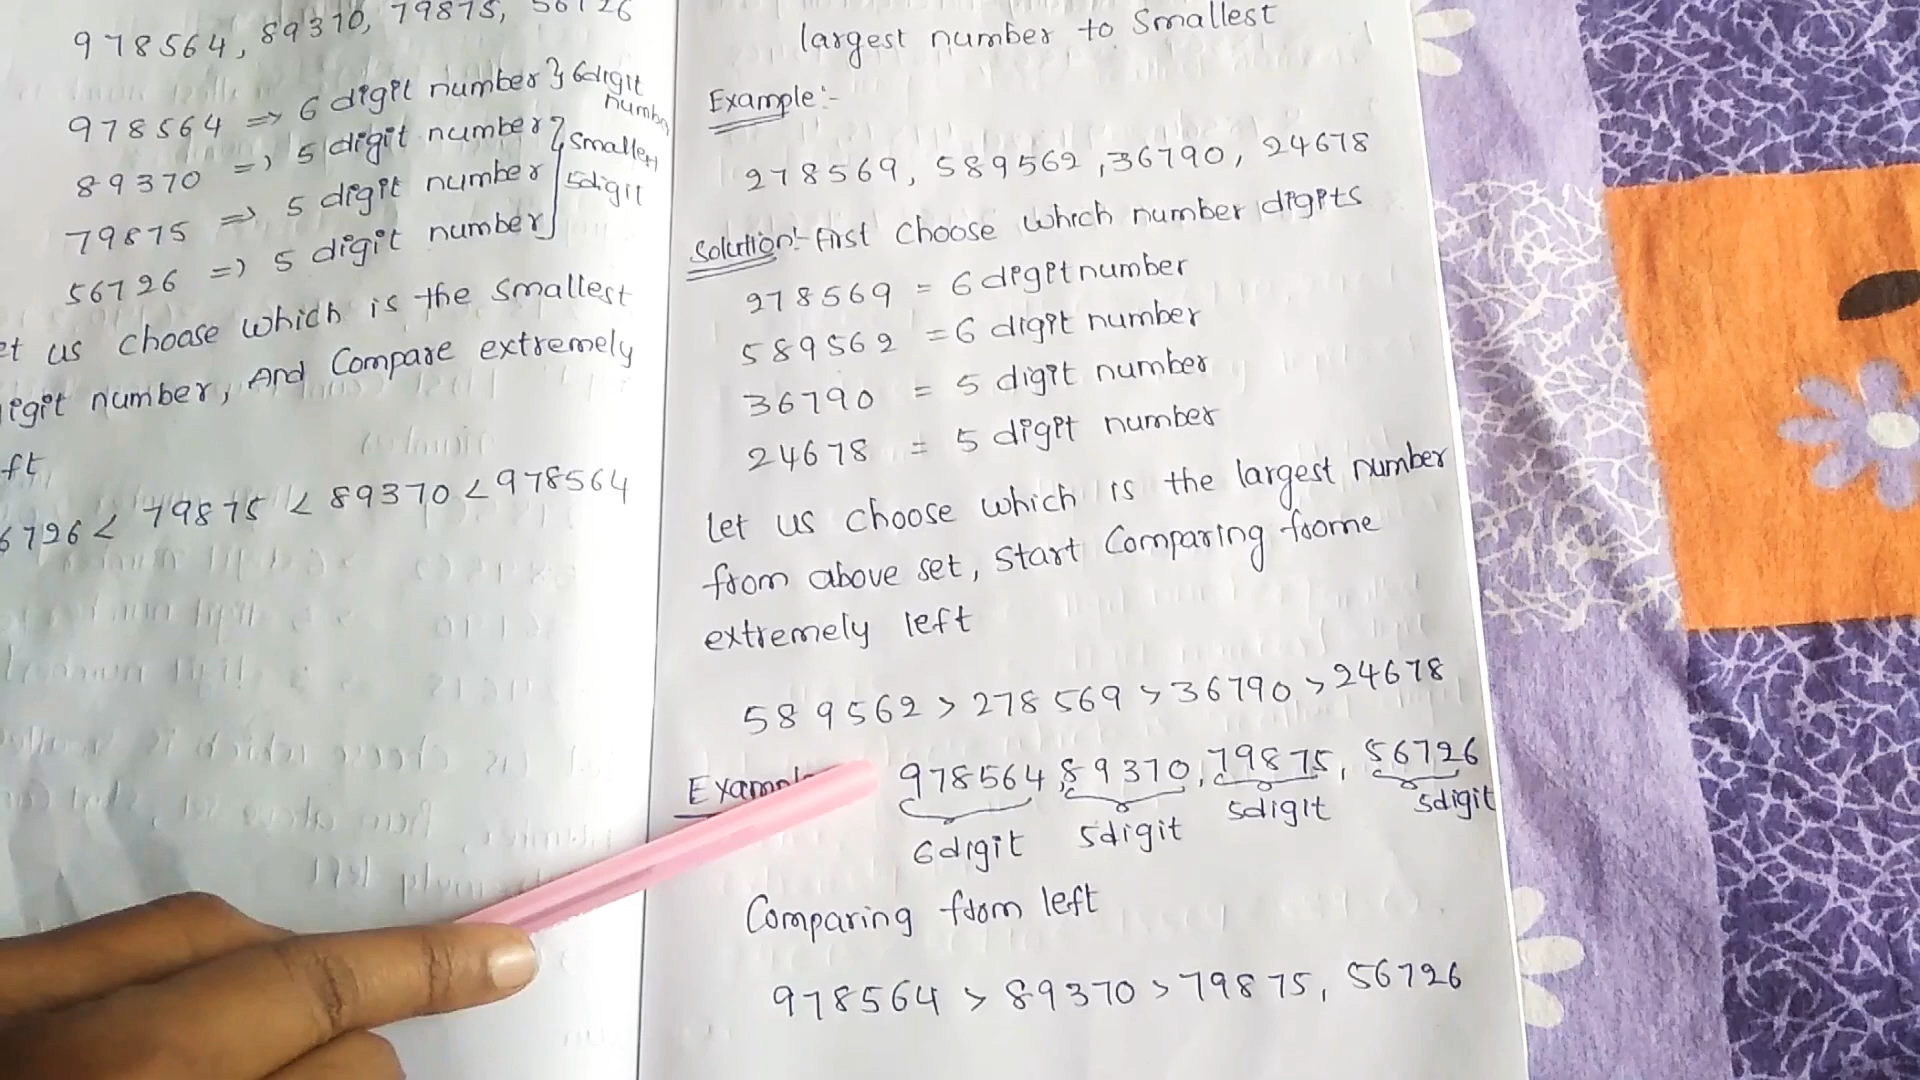 978564, 89370, 79875, 56726
978564 => 6 digit number } 6digit number
89370 => 5 digit number } smallest
79875 => 5 digit number 5digit
56726 => 5 digit number
us choose which is the smallest
number, And Compare extremely
6726 < 79875 < 89370 < 978564
largest number to Smallest
Example:-
278569, 589562, 36790, 24678
Solution:- First choose which number digits
278569 = 6 digit number
589562 = 6 digit number
36790 = 5 digit number
24678 = 5 digit number
Let us choose which is the largest number
from above set, Start Comparing frome
extremely left
589562 > 278569 > 36790 > 24678
Example 978564, 89370, 79875, 56726
6digit 5digit 5digit 5digit
Comparing from left
978564 > 89370 > 79875, 56726